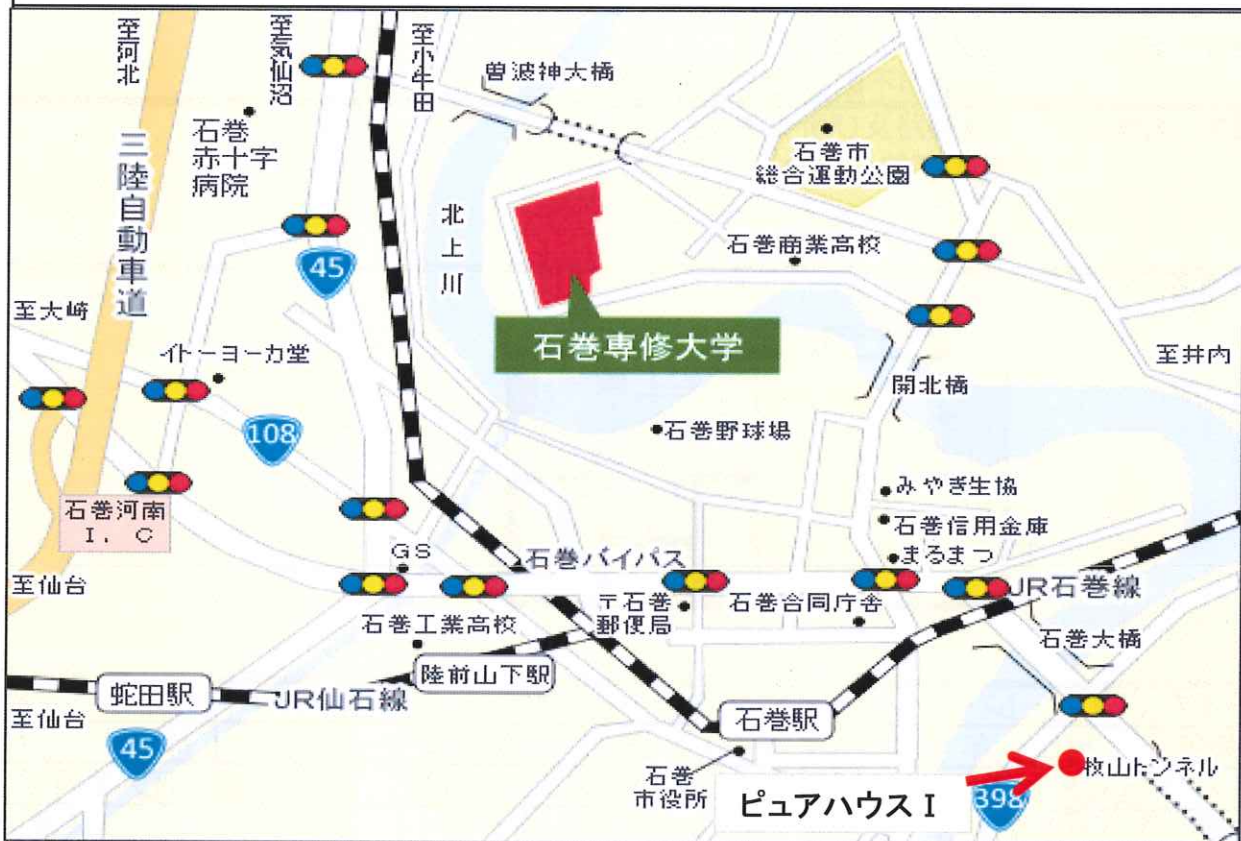 至河北
至気仙沼
至小牛田
曽波神大橋
石巻
赤十字
病院
石巻市
総合運動公園
三陸自動車道
北上川
45
石巻商業高校
至大崎
石巻専修大学
至井内
イトーヨーカ堂
開北橋
108
石巻野球場
みやぎ生協
石巻河南
I. C
石巻信用金庫
GS
石巻バイパス
まるまつ
至仙台
〒石巻
郵便局
石巻合同庁舎
JR石巻線
石巻工業高校
石巻大橋
陸前山下駅
蛇田駅
JR仙石線
至仙台
石巻駅
45
石巻
市役所
ピュアハウスⅠ
398
牧山トンネル